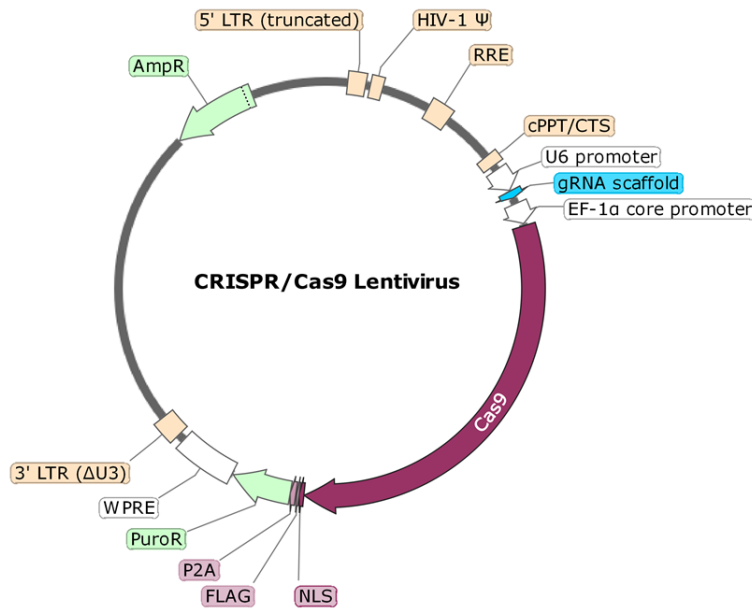 5' LTR (truncated)
HIV-1 Ψ
RRE
AmpR
cPPT/CTS
U6 promoter
gRNA scaffold
EF-1α core promoter
CRISPR/Cas9 Lentivirus
Cas9
3' LTR (ΔU3)
WPRE
PuroR
P2A
FLAG
NLS